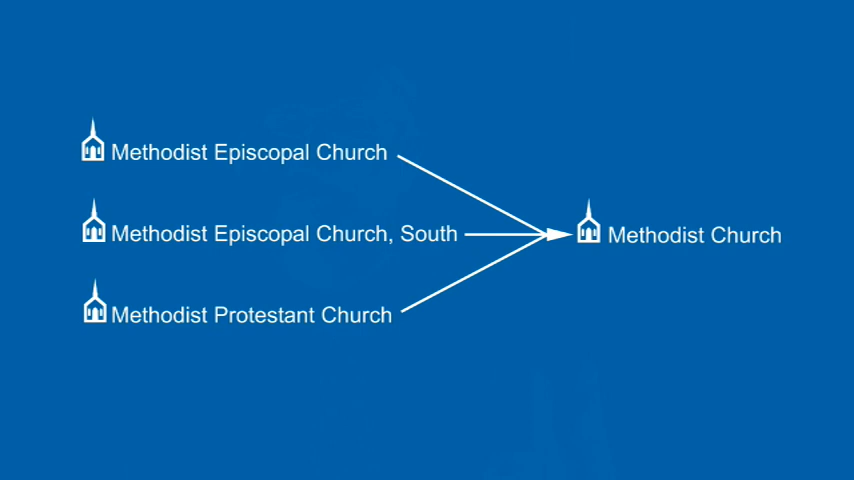 Methodist Episcopal Church
Methodist Episcopal Church, South
Methodist Protestant Church
Methodist Church